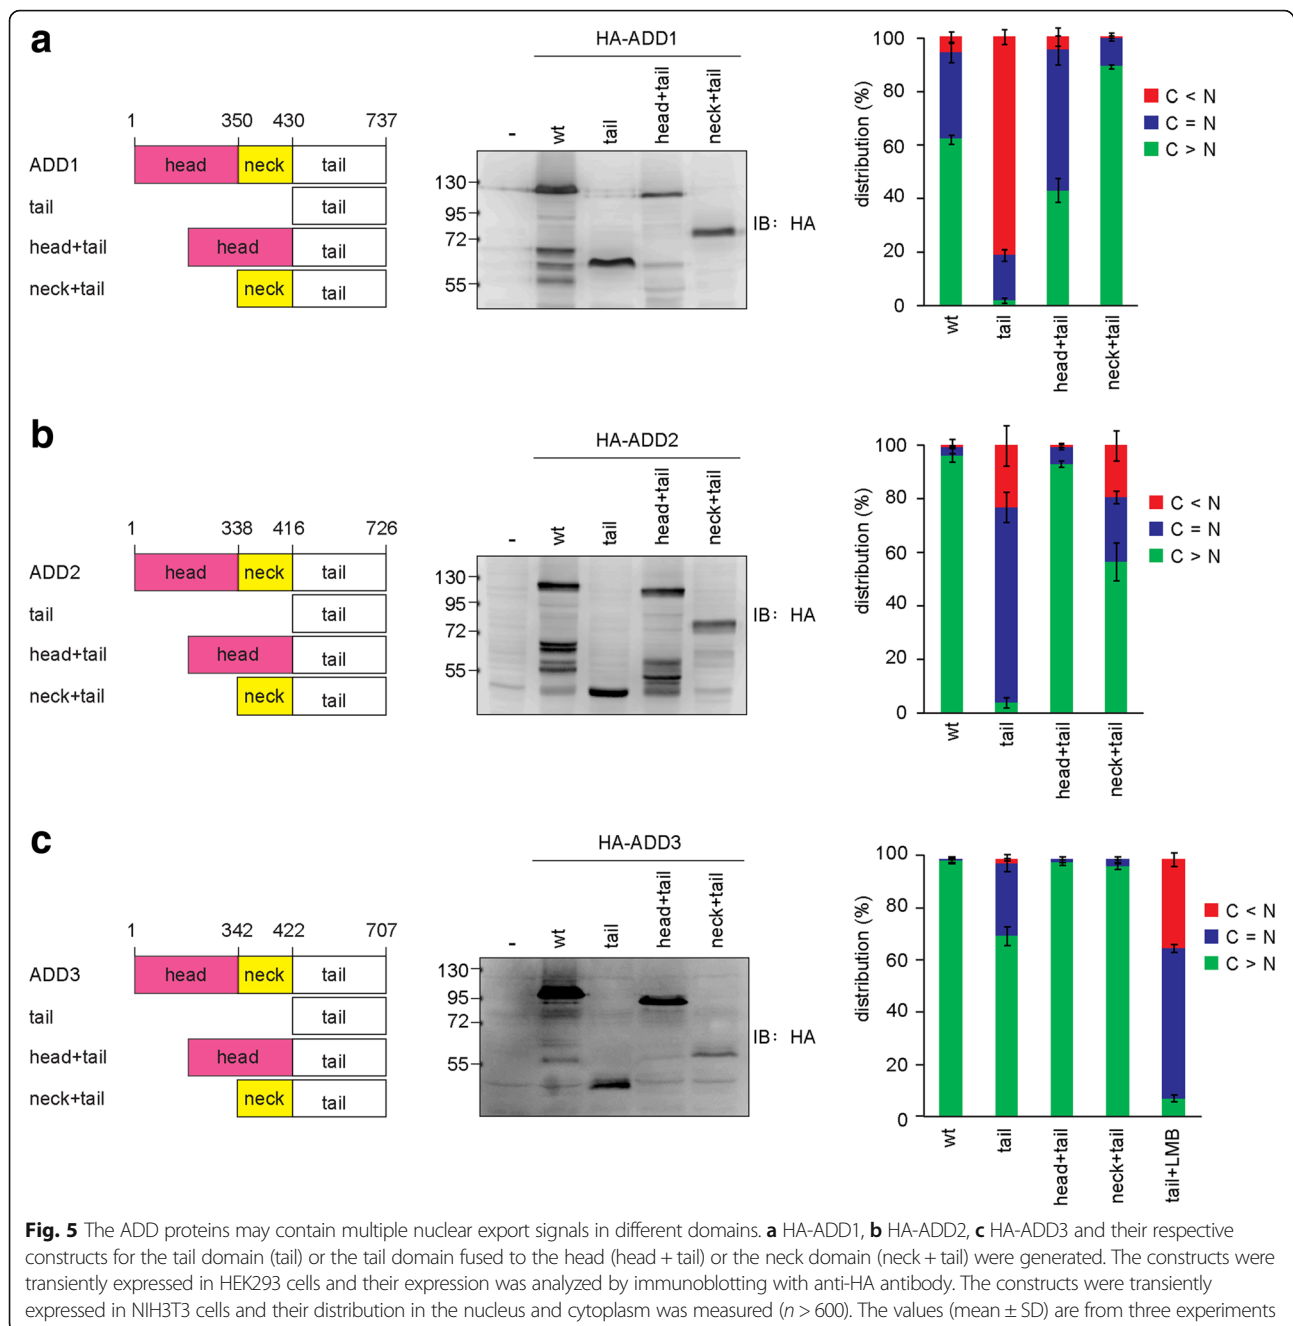 a
HA-ADD1
- wt tail head+tail neck+tail
1 350 430 737
ADD1 head neck tail
tail tail
head+tail head tail
neck+tail neck tail
130
95
72
55
IB: HA
distribution (%)
100
80
60
40
20
0
wt tail head+tail neck+tail
C < N
C = N
C > N
b
HA-ADD2
- wt tail head+tail neck+tail
1 338 416 726
ADD2 head neck tail
tail tail
head+tail head tail
neck+tail neck tail
130
95
72
55
IB: HA
distribution (%)
100
80
60
40
20
0
wt tail head+tail neck+tail
C < N
C = N
C > N
c
HA-ADD3
- wt tail head+tail neck+tail
1 342 422 707
ADD3 head neck tail
tail tail
head+tail head tail
neck+tail neck tail
130
95
72
55
IB: HA
distribution (%)
100
80
60
40
20
0
wt tail head+tail neck+tail tail+LMB
C < N
C = N
C > N
Fig. 5 The ADD proteins may contain multiple nuclear export signals in different domains. a HA-ADD1, b HA-ADD2, c HA-ADD3 and their respective
constructs for the tail domain (tail) or the tail domain fused to the head (head + tail) or the neck domain (neck + tail) were generated. The constructs were
transiently expressed in HEK293 cells and their expression was analyzed by immunoblotting with anti-HA antibody. The constructs were transiently
expressed in NIH3T3 cells and their distribution in the nucleus and cytoplasm was measured (n > 600). The values (mean ± SD) are from three experiments